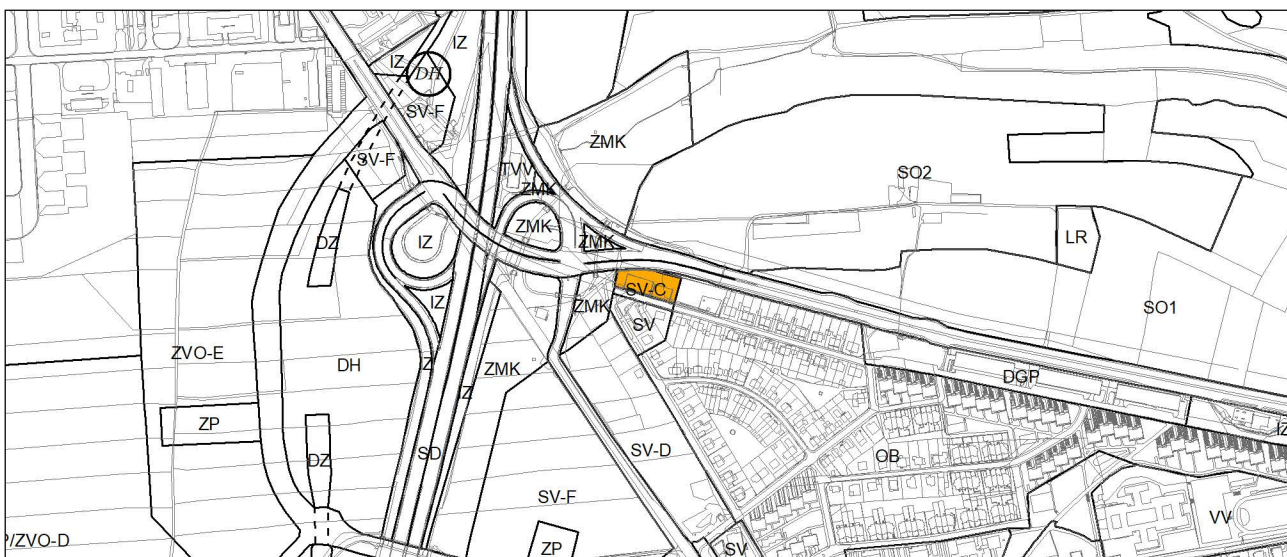 IZ
IZ
DH
SV-F
SV-F
ZMK
TVV
ZMK
SO2
ZMK
ZMK
DZ
IZ
LR
SV-C
IZ
ZMK
SO1
SV
ZVO-E
DH
IZ
ZMK
IZ
DGP
ZP
IZ
DZ
SD
SV-D
OB
SV-F
VV
P/ZVO-D
ZP
SV